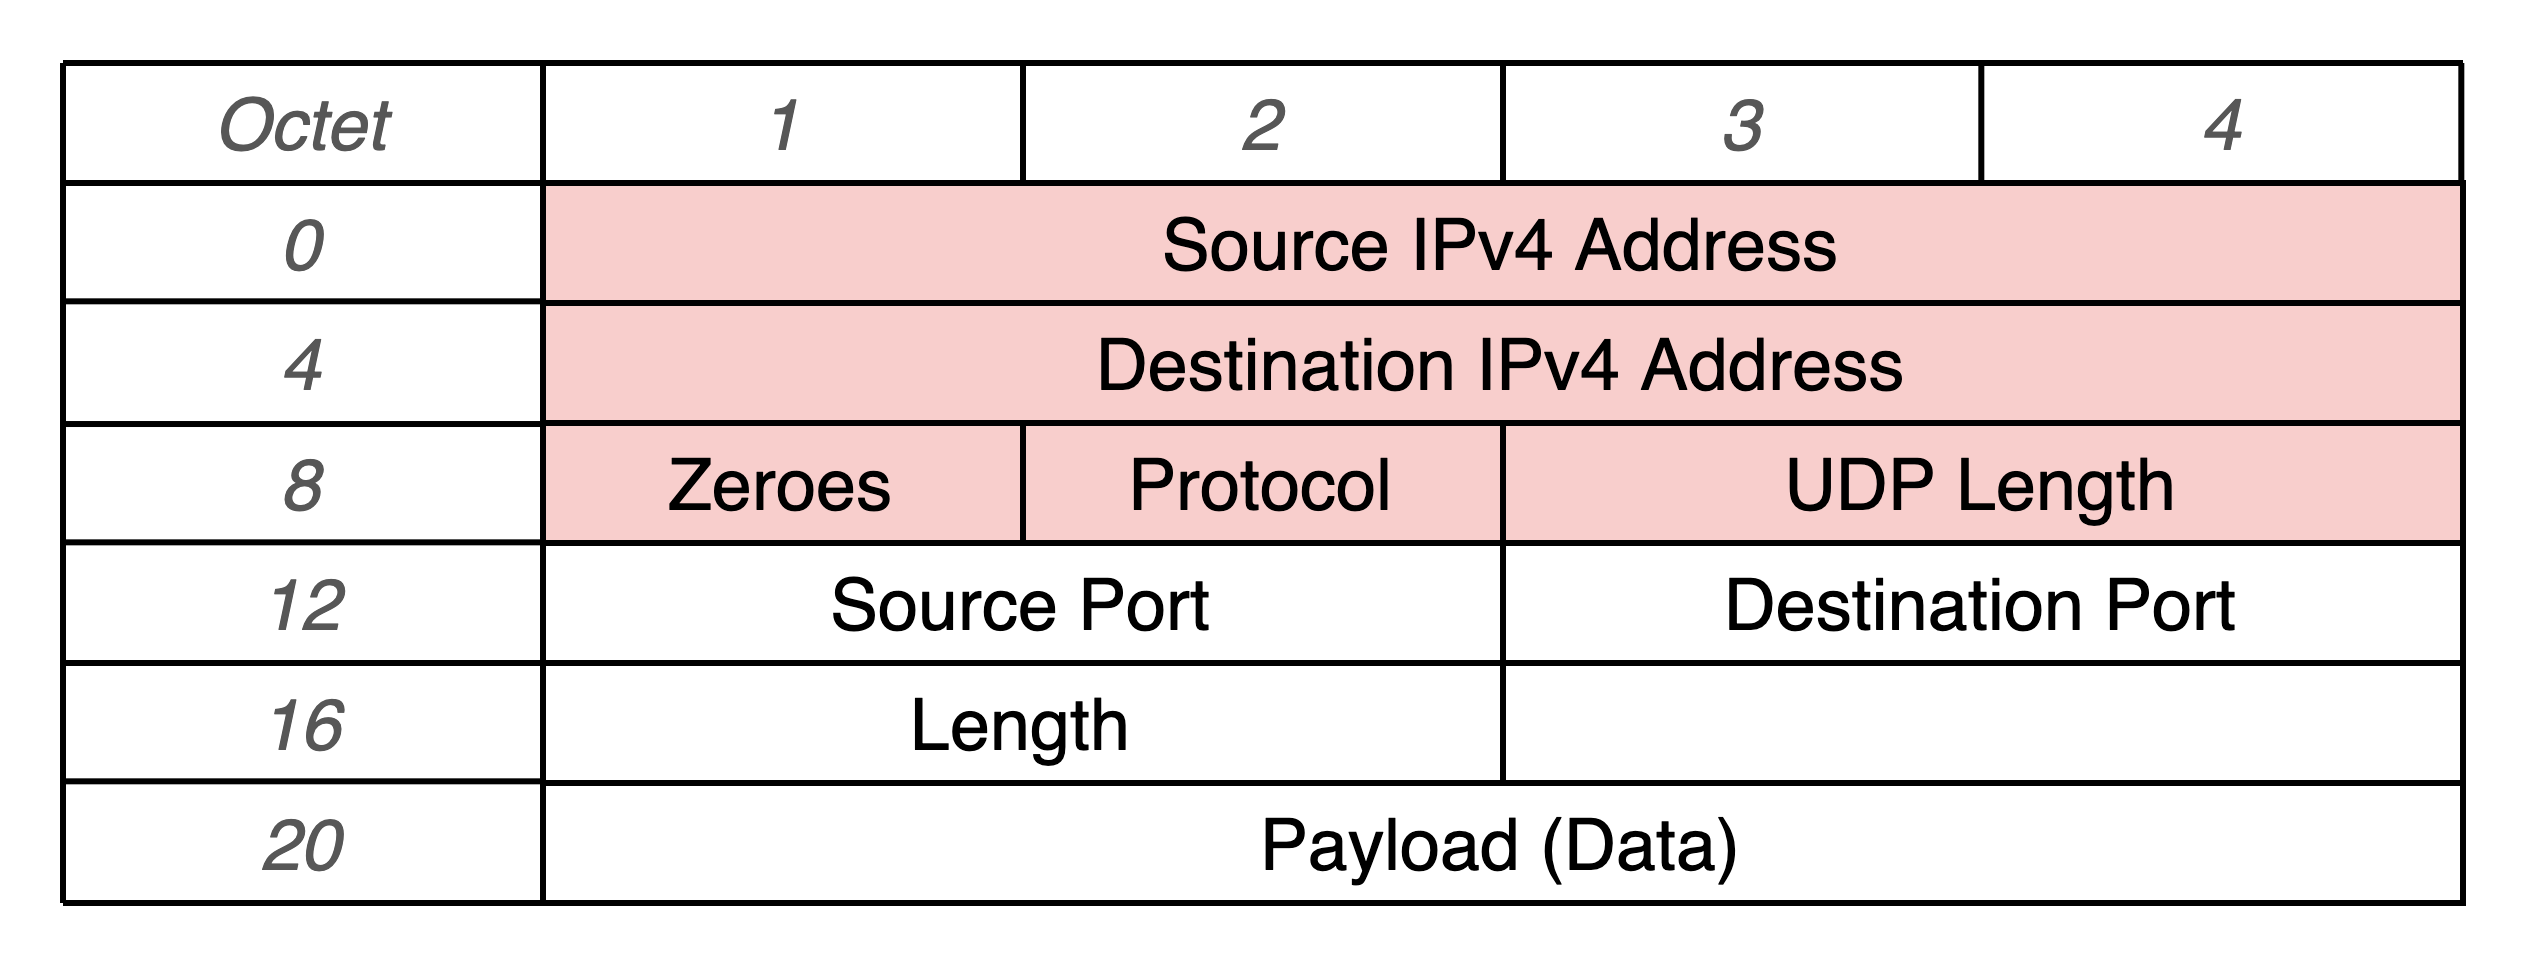 Octet 1 2 3 4
0 Source IPv4 Address
4 Destination IPv4 Address
8 Zeroes Protocol UDP Length
12 Source Port Destination Port
16 Length
20 Payload (Data)